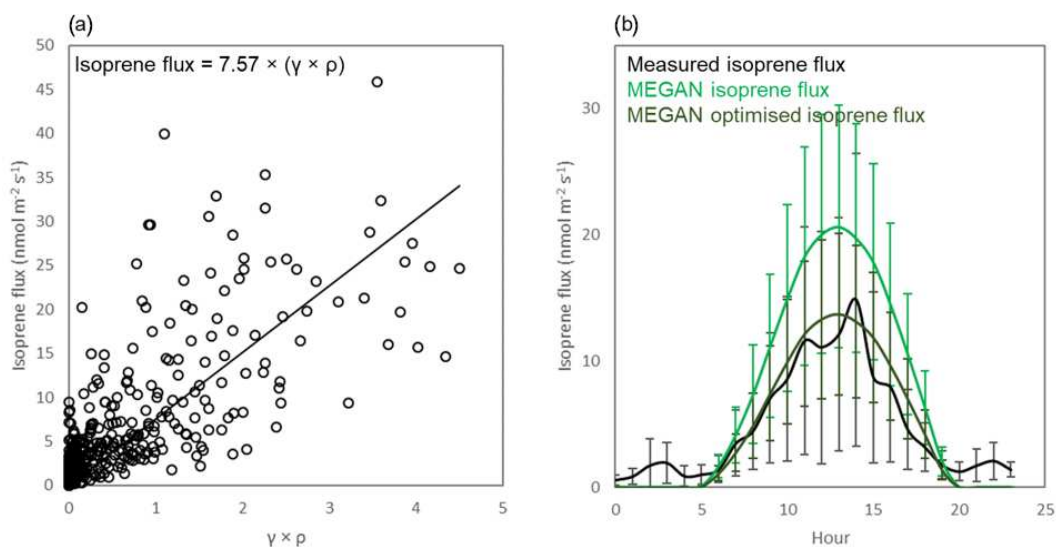 (a)
Isoprene flux = 7.57 × (γ × ρ)
Isoprene flux (nmol m⁻² s⁻¹)
50
45
40
35
30
25
20
15
10
5
0
0 1 2 3 4 5
γ × ρ
(b)
Measured isoprene flux
MEGAN isoprene flux
MEGAN optimised isoprene flux
Isoprene flux (nmol m⁻² s⁻¹)
30
20
10
0
0 5 10 15 20 25
Hour